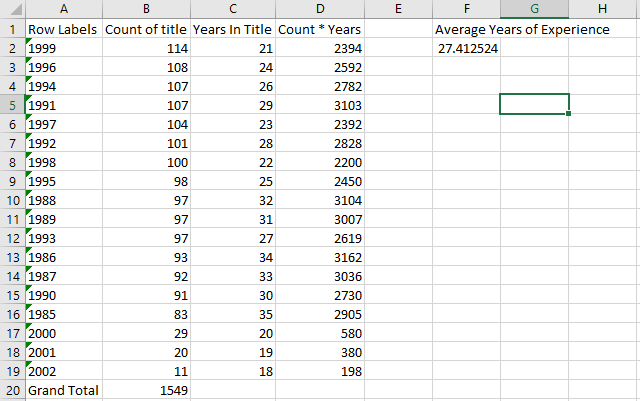 A B C D E F G H
1 Row Labels Count of title Years In Title Count * Years Average Years of Experience
2 1999 114 21 2394 27.412524
3 1996 108 24 2592
4 1994 107 26 2782
5 1991 107 29 3103
6 1997 104 23 2392
7 1992 101 28 2828
8 1998 100 22 2200
9 1995 98 25 2450
10 1988 97 32 3104
11 1989 97 31 3007
12 1993 97 27 2619
13 1986 93 34 3162
14 1987 92 33 3036
15 1990 91 30 2730
16 1985 83 35 2905
17 2000 29 20 580
18 2001 20 19 380
19 2002 11 18 198
20 Grand Total 1549